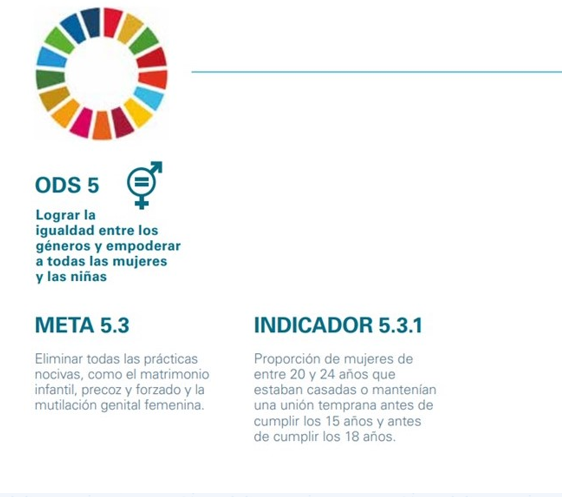 ODS 5
Lograr la
igualdad entre los
géneros y empoderar
a todas las mujeres
y las niñas
META 5.3
Eliminar todas las prácticas
nocivas, como el matrimonio
infantil, precoz y forzado y la
mutilación genital femenina.
INDICADOR 5.3.1
Proporción de mujeres de
entre 20 y 24 años que
estaban casadas o mantenían
una unión temprana antes de
cumplir los 15 años y antes
de cumplir los 18 años.